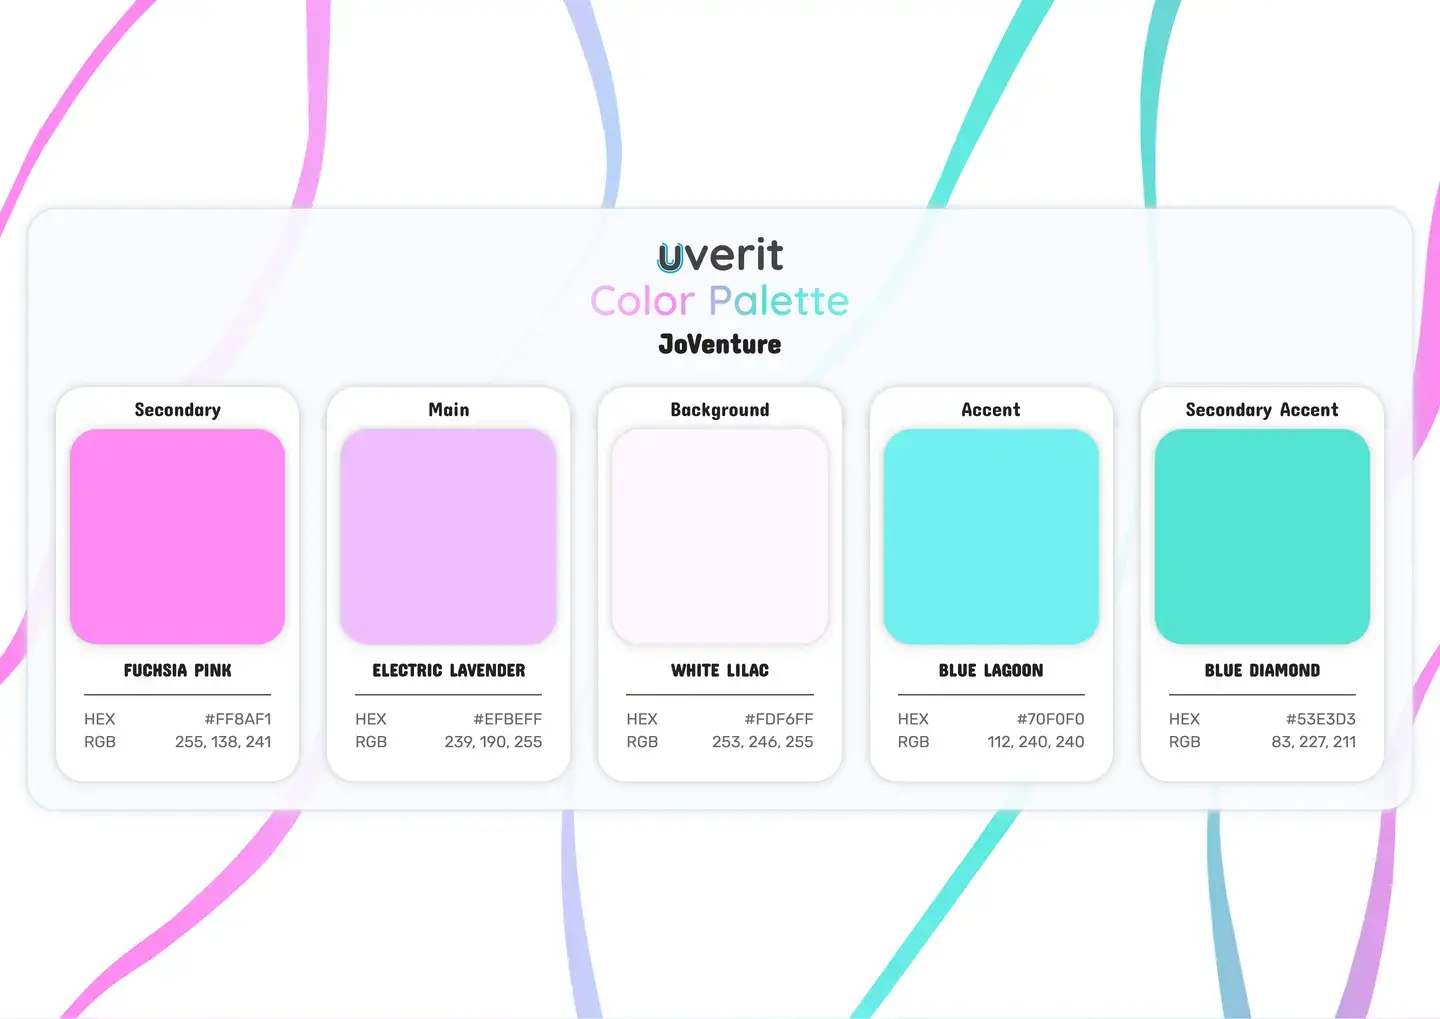 uverit
Color Palette
JoVenture
Secondary
FUCHSIA PINK
HEX #FF8AF1
RGB 255, 138, 241
Main
ELECTRIC LAVENDER
HEX #EFBEFF
RGB 239, 190, 255
Background
WHITE LILAC
HEX #FDF6FF
RGB 253, 246, 255
Accent
BLUE LAGOON
HEX #70F0F0
RGB 112, 240, 240
Secondary Accent
BLUE DIAMOND
HEX #53E3D3
RGB 83, 227, 211